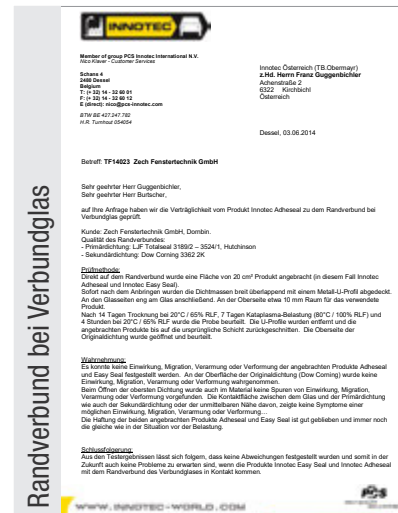 INNOTEC
Member of group PCS Innotec International N.V.
Nico Klaver - Customer Services
Schans 4
2480 Dessel
Belgium
T: (+ 32) 14 - 32 60 01
F: (+ 32) 14 - 32 60 12
E (direct): nico@pcs-innotec.com
BTW BE 427.247.782
H.R. Turnhout 054054
Innotec Österreich (TB.Obermayr)
z.Hd. Herrn Franz Guggenbichler
Achenstraße 2
6322 Kirchbichl
Österreich
Dessel, 03.06.2014
Betreff: TF14023 Zech Fenstertechnik GmbH
Sehr geehrter Herr Guggenbichler,
Sehr geehrter Herr Burtscher,
auf Ihre Anfrage haben wir die Verträglichkeit vom Produkt Innotec Adheseal zu dem Randverbund bei
Verbundglas geprüft.
Kunde: Zech Fenstertechnik GmbH, Dornbin.
Qualität des Randverbundes:
- Primärdichtung: LJF Totalseal 3189/2 – 3524/1, Hutchinson
- Sekundärdichtung: Dow Corning 3362 2K
Prüfmethode:
Direkt auf dem Randverbund wurde eine Fläche von 20 cm² Produkt angebracht (in diesem Fall Innotec
Adheseal und Innotec Easy Seal).
Sofort nach dem Anbringen wurden die Dichtmassen breit überlappend mit einem Metall-U-Profil abgedeckt.
An den Glasseiten eng am Glas anschließend. An der Oberseite etwa 10 mm Raum für das verwendete
Produkt.
Nach 14 Tagen Trocknung bei 20°C / 65% RLF, 7 Tagen Kataplasma-Belastung (80°C / 100% RLF) und
4 Stunden bei 20°C / 65% RLF wurde die Probe beurteilt. Die U-Profile wurden entfernt und die
angebrachten Produkte bis auf die ursprüngliche Schicht zurückgeschnitten. Die Oberseite der
Originaldichtung wurde geöffnet und beurteilt.
Wahrnehmung:
Es konnte keine Einwirkung, Migration, Verarmung oder Verformung der angebrachten Produkte Adheseal
und Easy Seal festgestellt werden. An der Oberfläche der Originaldichtung (Dow Corning) wurde keine
Einwirkung, Migration, Verarmung oder Verformung wahrgenommen.
Beim Öffnen der obersten Dichtung wurde auch im Material keine Spuren von Einwirkung, Migration,
Verarmung oder Verformung vorgefunden. Die Kontaktfläche zwischen dem Glas und der Primärdichtung
wie auch der Sekundärdichtung oder der unmittelbaren Nähe davon, zeigte keine Symptome einer
möglichen Einwirkung, Migration, Verarmung oder Verformung...
Die Haftung der beiden angebrachten Produkte Adheseal und Easy Seal ist gut geblieben und immer noch
die gleiche wie in der Situation vor der Belastung.
Schlussfolgerung:
Aus den Testergebnissen lässt sich folgern, dass keine Abweichungen festgestellt wurden und somit in der
Zukunft auch keine Probleme zu erwarten sind, wenn die Produkte Innotec Easy Seal und Innotec Adheseal
mit dem Randverbund des Verbundglases in Kontakt kommen.
WWW.INNOTEC-WORLD.COM
PCS
Randverbund bei Verbundglas